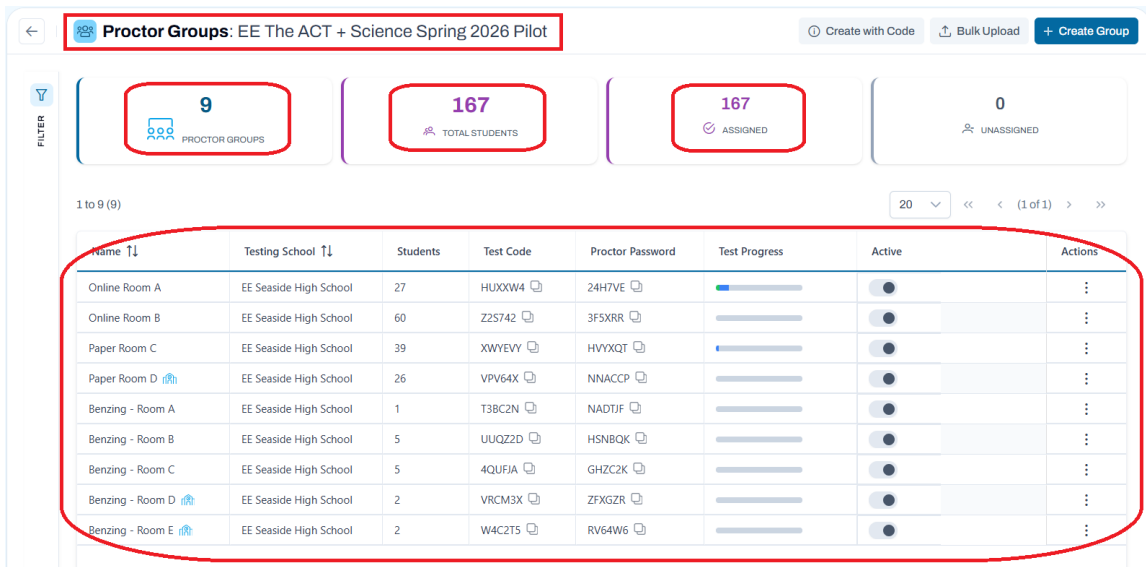 Proctor Groups: EE The ACT + Science Spring 2026 Pilot
Create with Code
Bulk Upload
+ Create Group
FILTER
9
PROCTOR GROUPS
167
TOTAL STUDENTS
167
ASSIGNED
0
UNASSIGNED
1 to 9 (9)
20 << < (1 of 1) > >>
Name Testing School Students Test Code Proctor Password Test Progress Active Actions
Online Room A EE Seaside High School 27 HUXXW4 24H7VE
Online Room B EE Seaside High School 60 Z2S742 3F5XRR
Paper Room C EE Seaside High School 39 XWYEVY HVYXQT
Paper Room D EE Seaside High School 26 VPV64X NNACCP
Benzing - Room A EE Seaside High School 1 T3BC2N NADTJF
Benzing - Room B EE Seaside High School 5 UUQZ2D HSNBQK
Benzing - Room C EE Seaside High School 5 4QUFJA GHZC2K
Benzing - Room D EE Seaside High School 2 VRCM3X ZFXGZR
Benzing - Room E EE Seaside High School 2 W4C2T5 RV64W6